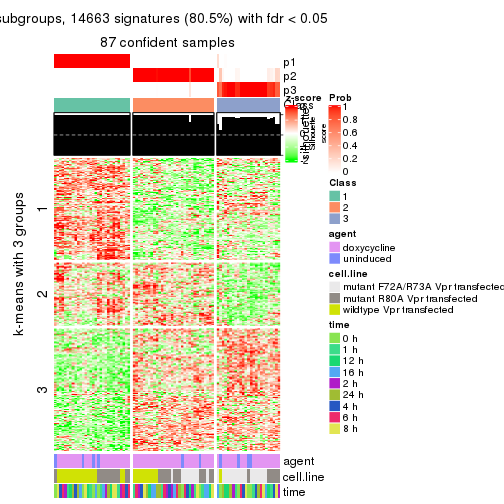 subgroups, 14663 signatures (80.5%) with fdr < 0.05
87 confident samples
p1
p2
p3
Class
silhouette
score
z-score
Prob
1
0.8
0.6
0.4
0.2
0
Class
1
2
3
agent
doxycycline
uninduced
cell.line
mutant F72A/R73A Vpr transfected
mutant R80A Vpr transfected
wildtype Vpr transfected
time
0 h
1 h
12 h
16 h
2 h
24 h
4 h
6 h
8 h
k-means with 3 groups
1
2
3
agent
cell.line
time